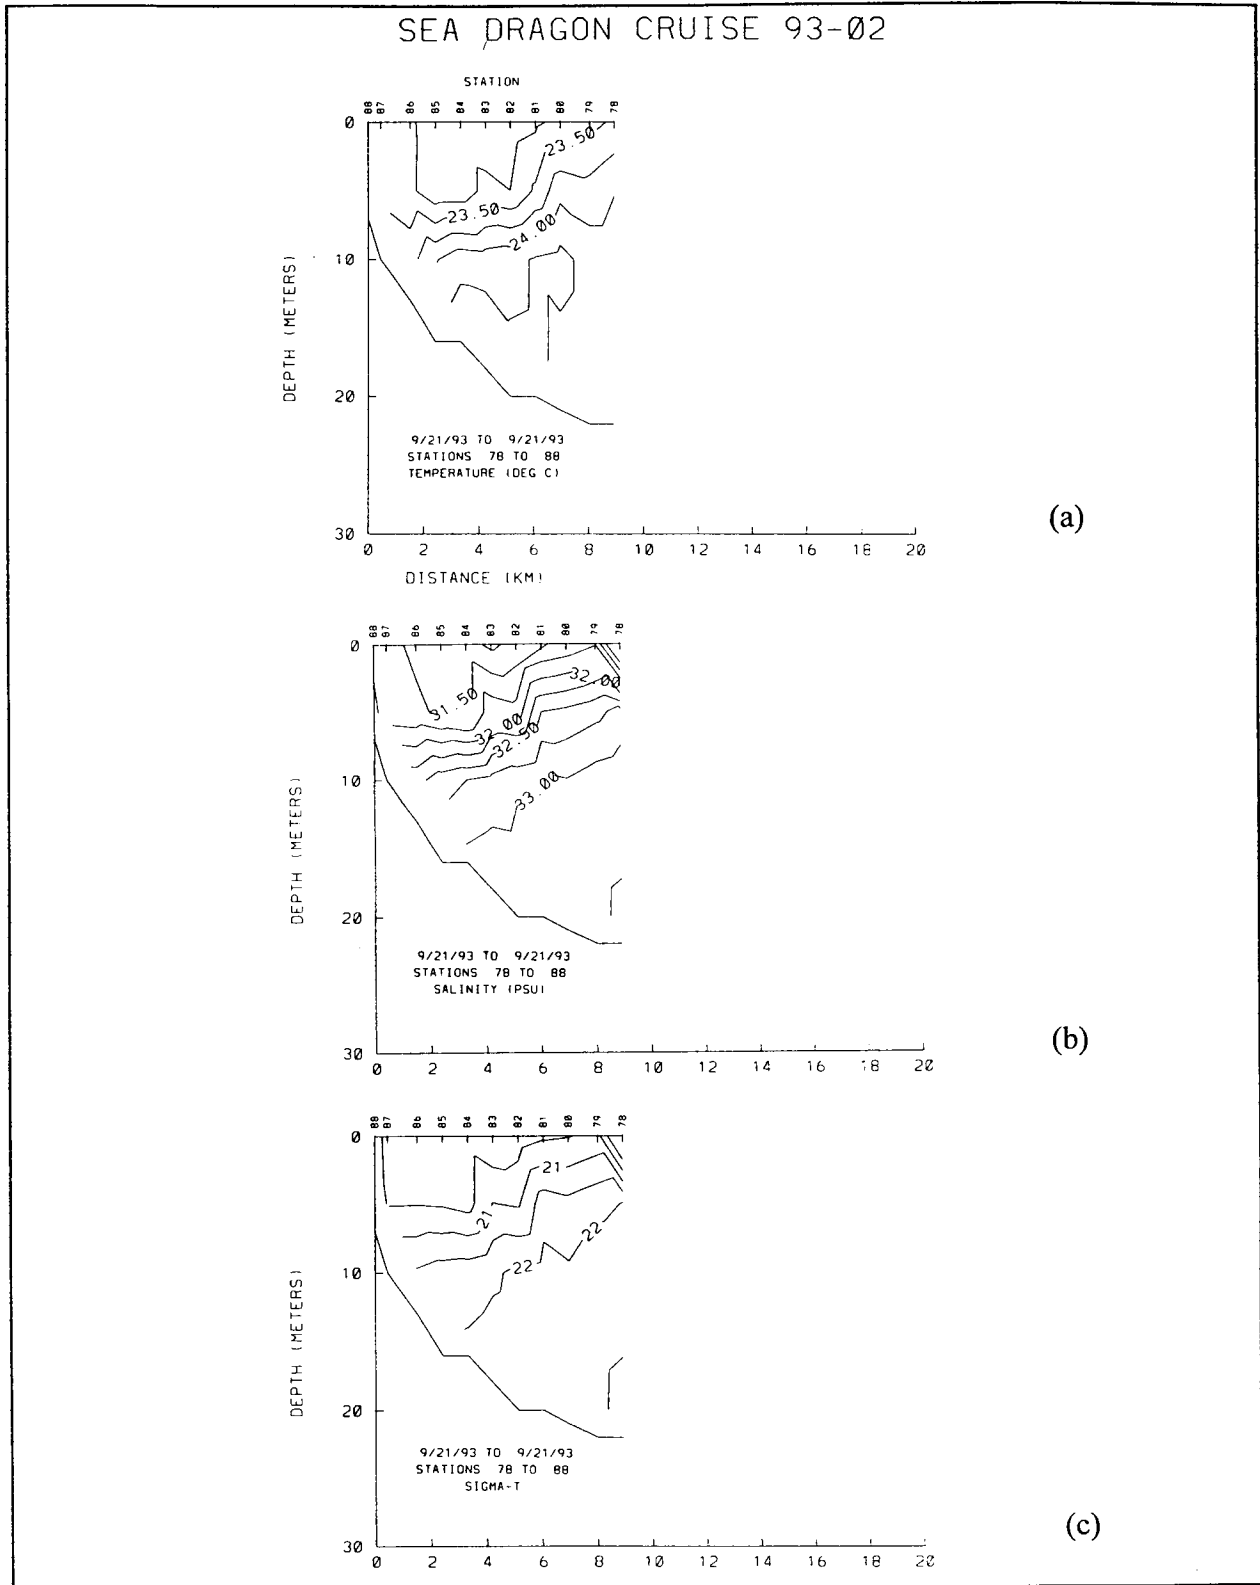 SEA DRAGON CRUISE 93-02
STATION
88 87 86 85 84 83 82 81 80 79 78
0
10
20
30
DEPTH (METERS)
23.50
23.50
24.00
9/21/93 TO 9/21/93
STATIONS 78 TO 88
TEMPERATURE (DEG C)
0 2 4 6 8 10 12 14 16 18 20
DISTANCE (KM)
(a)
88 87 86 85 84 83 82 81 80 79 78
0
10
20
30
DEPTH (METERS)
31.50
32.00
32.00
32.50
33.00
9/21/93 TO 9/21/93
STATIONS 78 TO 88
SALINITY (PSU)
0 2 4 6 8 10 12 14 16 18 20
(b)
88 87 86 85 84 83 82 81 80 79 78
0
10
20
30
DEPTH (METERS)
21
21
22
22
9/21/93 TO 9/21/93
STATIONS 78 TO 88
SIGMA-T
0 2 4 6 8 10 12 14 16 18 20
(c)